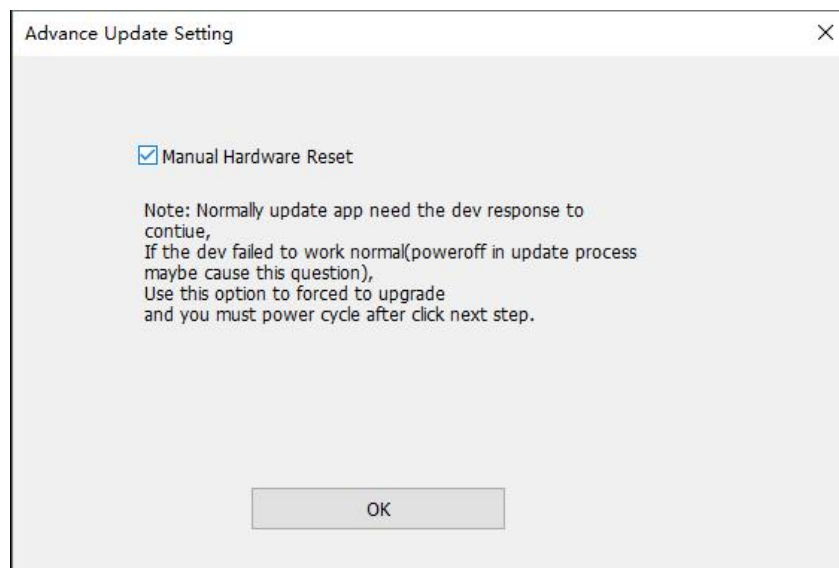 Advance Update Setting
Manual Hardware Reset
Note: Normally update app need the dev response to
contiue,
If the dev failed to work normal(poweroff in update process
maybe cause this question),
Use this option to forced to upgrade
and you must power cycle after click next step.
OK